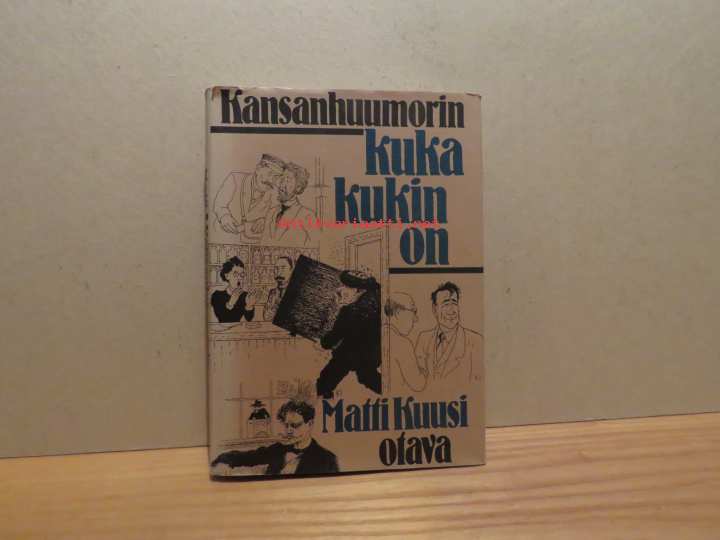 Kansanhuumorin
kuka
kukin
on
Matti Kuusi
otava